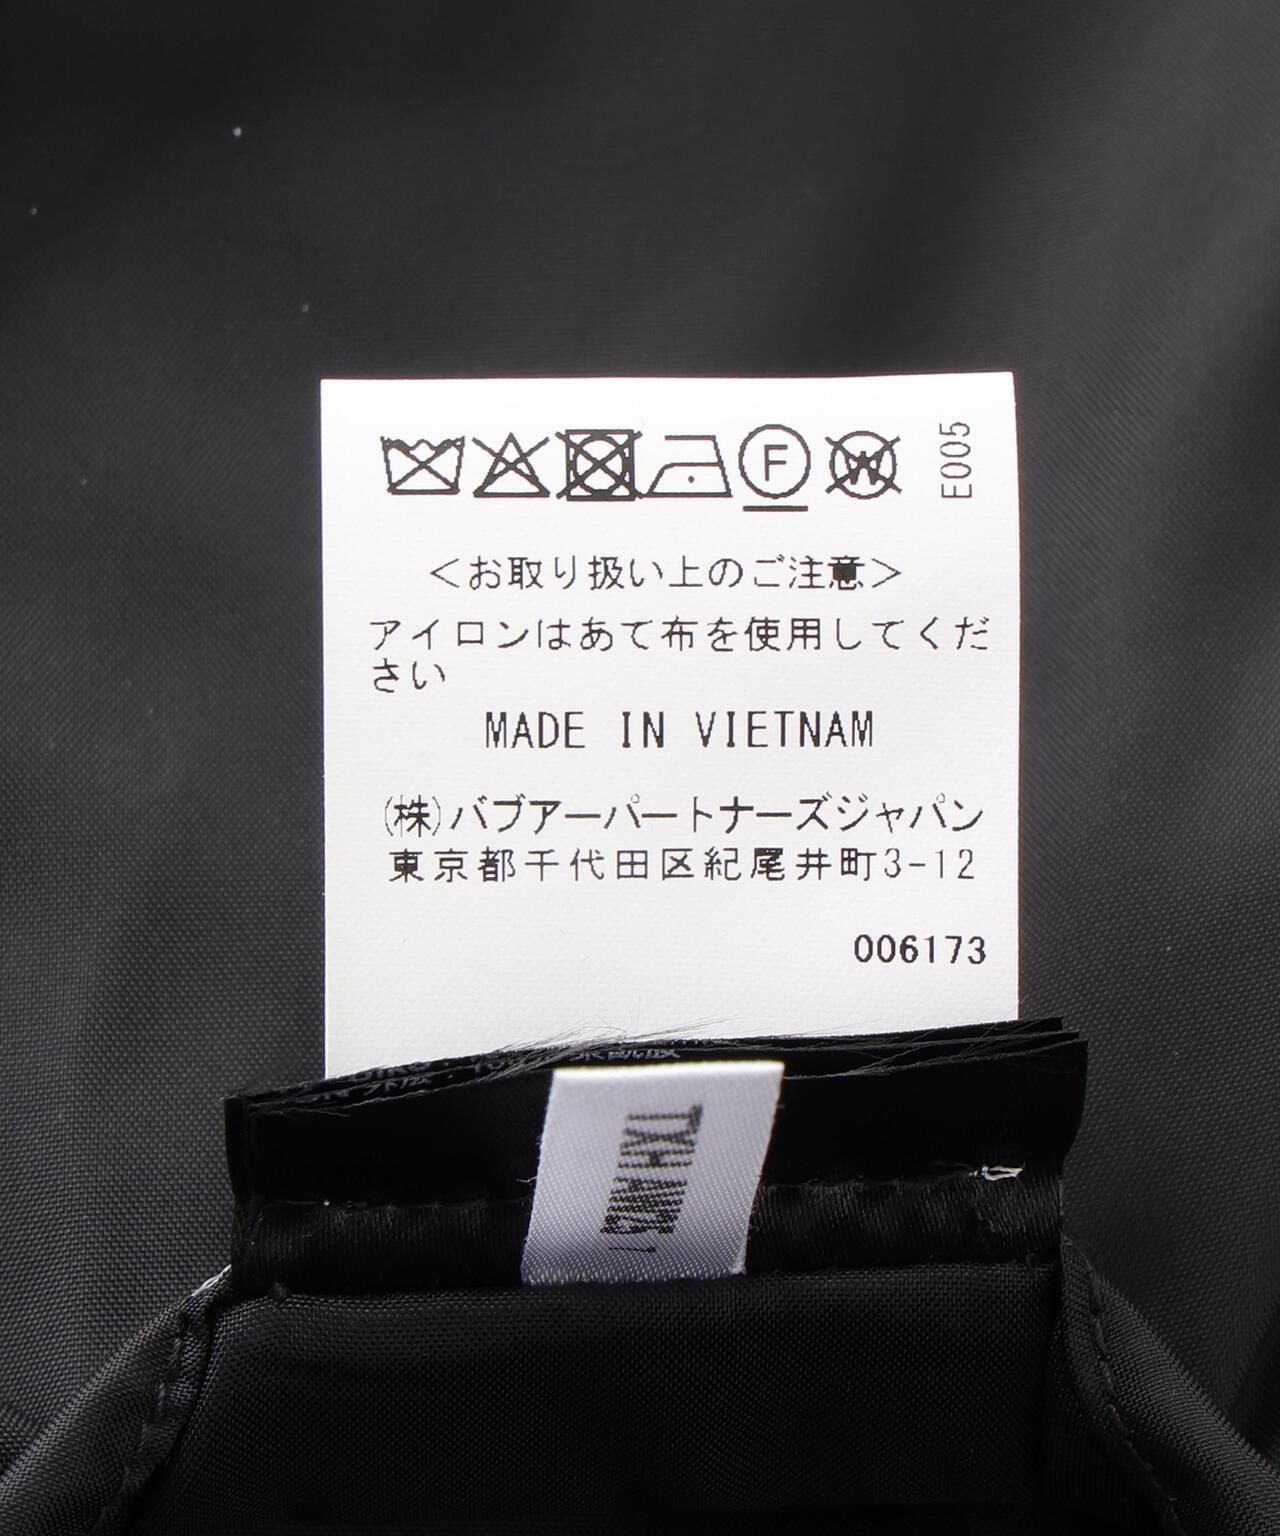 F W
E005
<お取り扱い上のご注意>
アイロンはあて布を使用してくだ
さい
MADE IN VIETNAM
(株)バブアーパートナーズジャパン
東京都千代田区紀尾井町3-12
006173